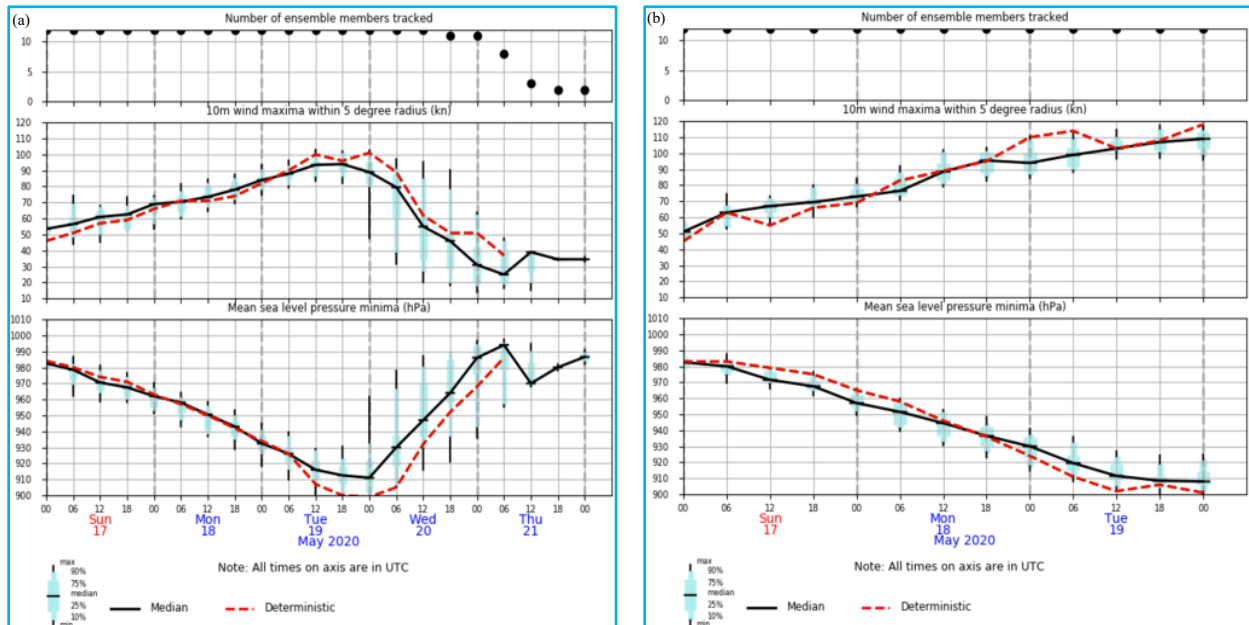 (a)
Number of ensemble members tracked
10
5
0
10m wind maxima within 5 degree radius (kn)
120
110
100
90
80
70
60
50
40
30
20
10
Mean sea level pressure minima (hPa)
1010
1000
990
980
970
960
950
940
930
920
910
900
00 06 12 18 00 06 12 18 00 06 12 18 00 06 12 18 00 06 12 18 00
Sun Mon Tue Wed Thu
17 18 19 20 21
May 2020
Note: All times on axis are in UTC
max
90%
75%
median
25%
10%
min
Median
Deterministic
(b)
Number of ensemble members tracked
10
5
0
10m wind maxima within 5 degree radius (kn)
120
110
100
90
80
70
60
50
40
30
20
10
Mean sea level pressure minima (hPa)
1010
1000
990
980
970
960
950
940
930
920
910
900
00 06 12 18 00 06 12 18 00 06 12 18 00
Sun Mon Tue
17 18 19
May 2020
Note: All times on axis are in UTC
max
90%
75%
median
25%
10%
min
Median
Deterministic